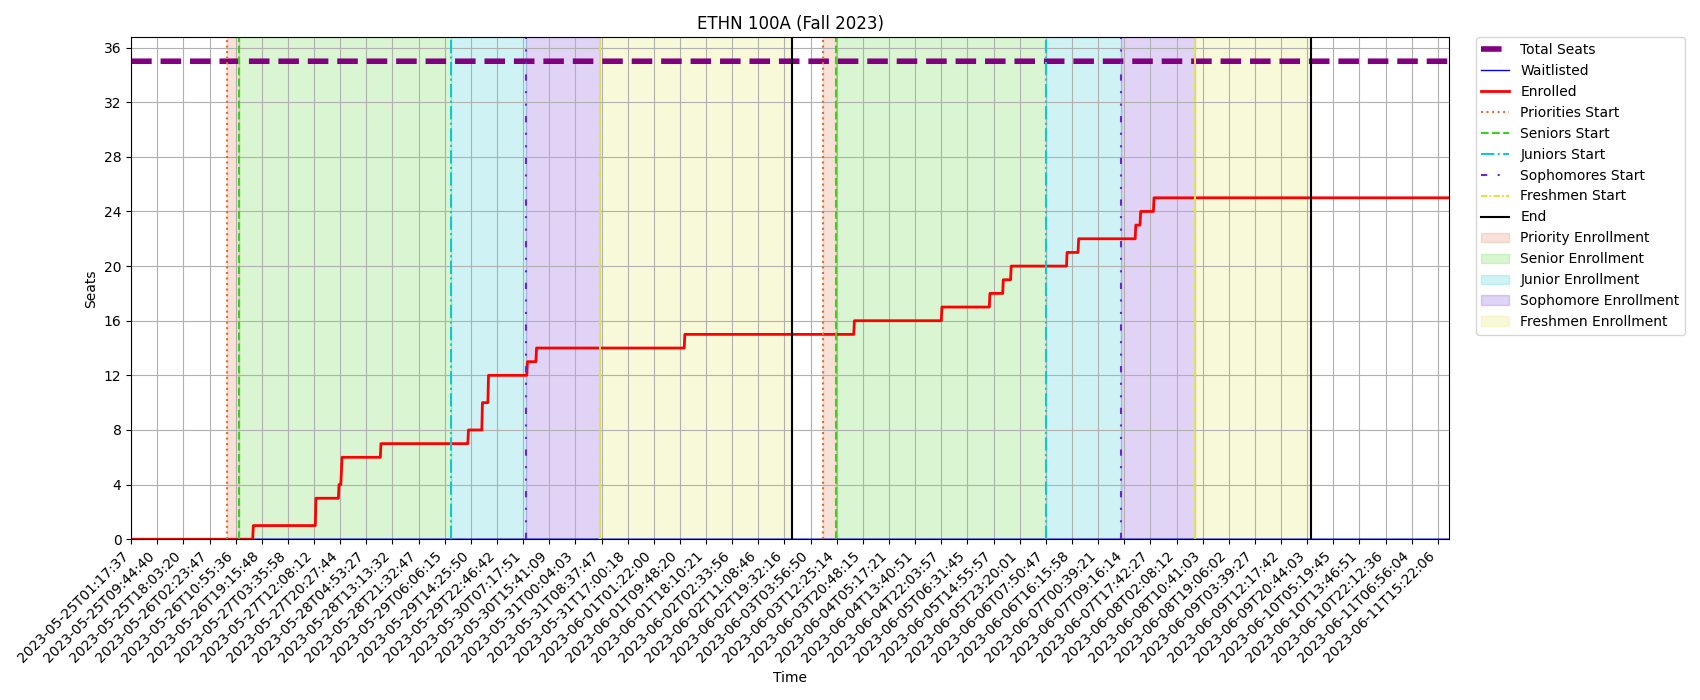 ETHN 100A (Fall 2023)
36
32
28
24
20
16
12
8
4
0
Seats
2023-05-25T01:17:37
2023-05-25T09:44:40
2023-05-25T18:03:20
2023-05-26T02:23:47
2023-05-26T10:55:36
2023-05-26T19:15:48
2023-05-27T03:35:58
2023-05-27T12:08:12
2023-05-27T20:27:44
2023-05-28T04:53:27
2023-05-28T13:13:32
2023-05-28T21:32:47
2023-05-29T06:06:15
2023-05-29T14:25:50
2023-05-29T22:46:42
2023-05-30T07:17:51
2023-05-30T15:41:09
2023-05-31T00:04:03
2023-05-31T08:37:47
2023-05-31T17:00:18
2023-06-01T01:22:00
2023-06-01T09:48:20
2023-06-01T18:10:21
2023-06-02T02:33:56
2023-06-02T11:08:46
2023-06-02T19:32:16
2023-06-03T03:56:50
2023-06-03T12:25:14
2023-06-03T20:48:15
2023-06-04T05:17:21
2023-06-04T13:40:51
2023-06-04T22:03:57
2023-06-05T06:31:45
2023-06-05T14:55:57
2023-06-05T23:20:01
2023-06-06T07:50:47
2023-06-06T16:15:58
2023-06-07T00:39:21
2023-06-07T09:16:14
2023-06-07T17:42:27
2023-06-08T02:08:12
2023-06-08T10:41:03
2023-06-08T19:06:02
2023-06-09T03:39:27
2023-06-09T12:17:42
2023-06-09T20:44:03
2023-06-10T05:19:45
2023-06-10T13:46:51
2023-06-10T22:12:36
2023-06-11T06:56:04
2023-06-11T15:22:06
Time
Total Seats
Waitlisted
Enrolled
Priorities Start
Seniors Start
Juniors Start
Sophomores Start
Freshmen Start
End
Priority Enrollment
Senior Enrollment
Junior Enrollment
Sophomore Enrollment
Freshmen Enrollment